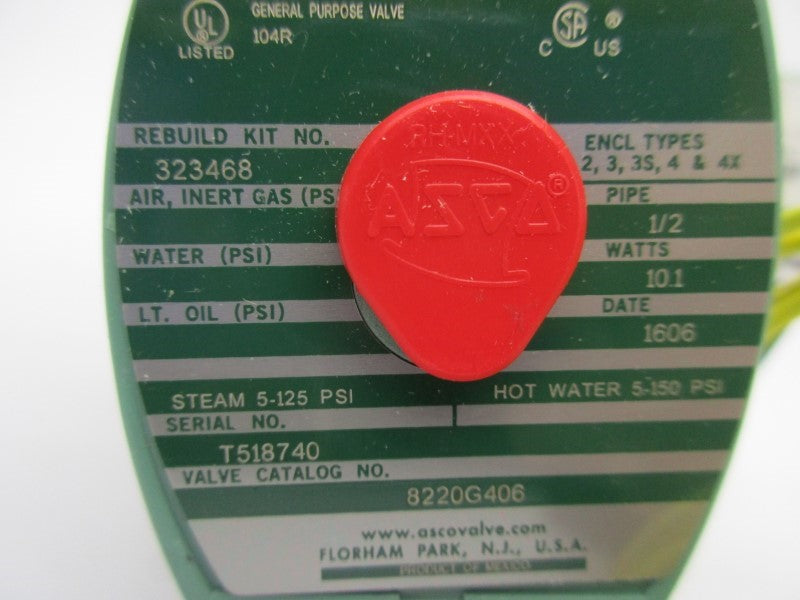 UL
LISTED
GENERAL PURPOSE VALVE
104R
C SA US ®
REBUILD KIT NO.
323468
ENCL TYPES
2, 3, 3S, 4 & 4X
AIR, INERT GAS (PS
PIPE
1/2
WATER (PSI)
WATTS
10.1
LT. OIL (PSI)
DATE
1606
RH-MXX
ASCO®
STEAM 5-125 PSI
HOT WATER 5-150 PSI
SERIAL NO.
T518740
VALVE CATALOG NO.
8220G406
www.ascovalve.com
FLORHAM PARK, N.J., U.S.A.
PRODUCT OF MEXICO